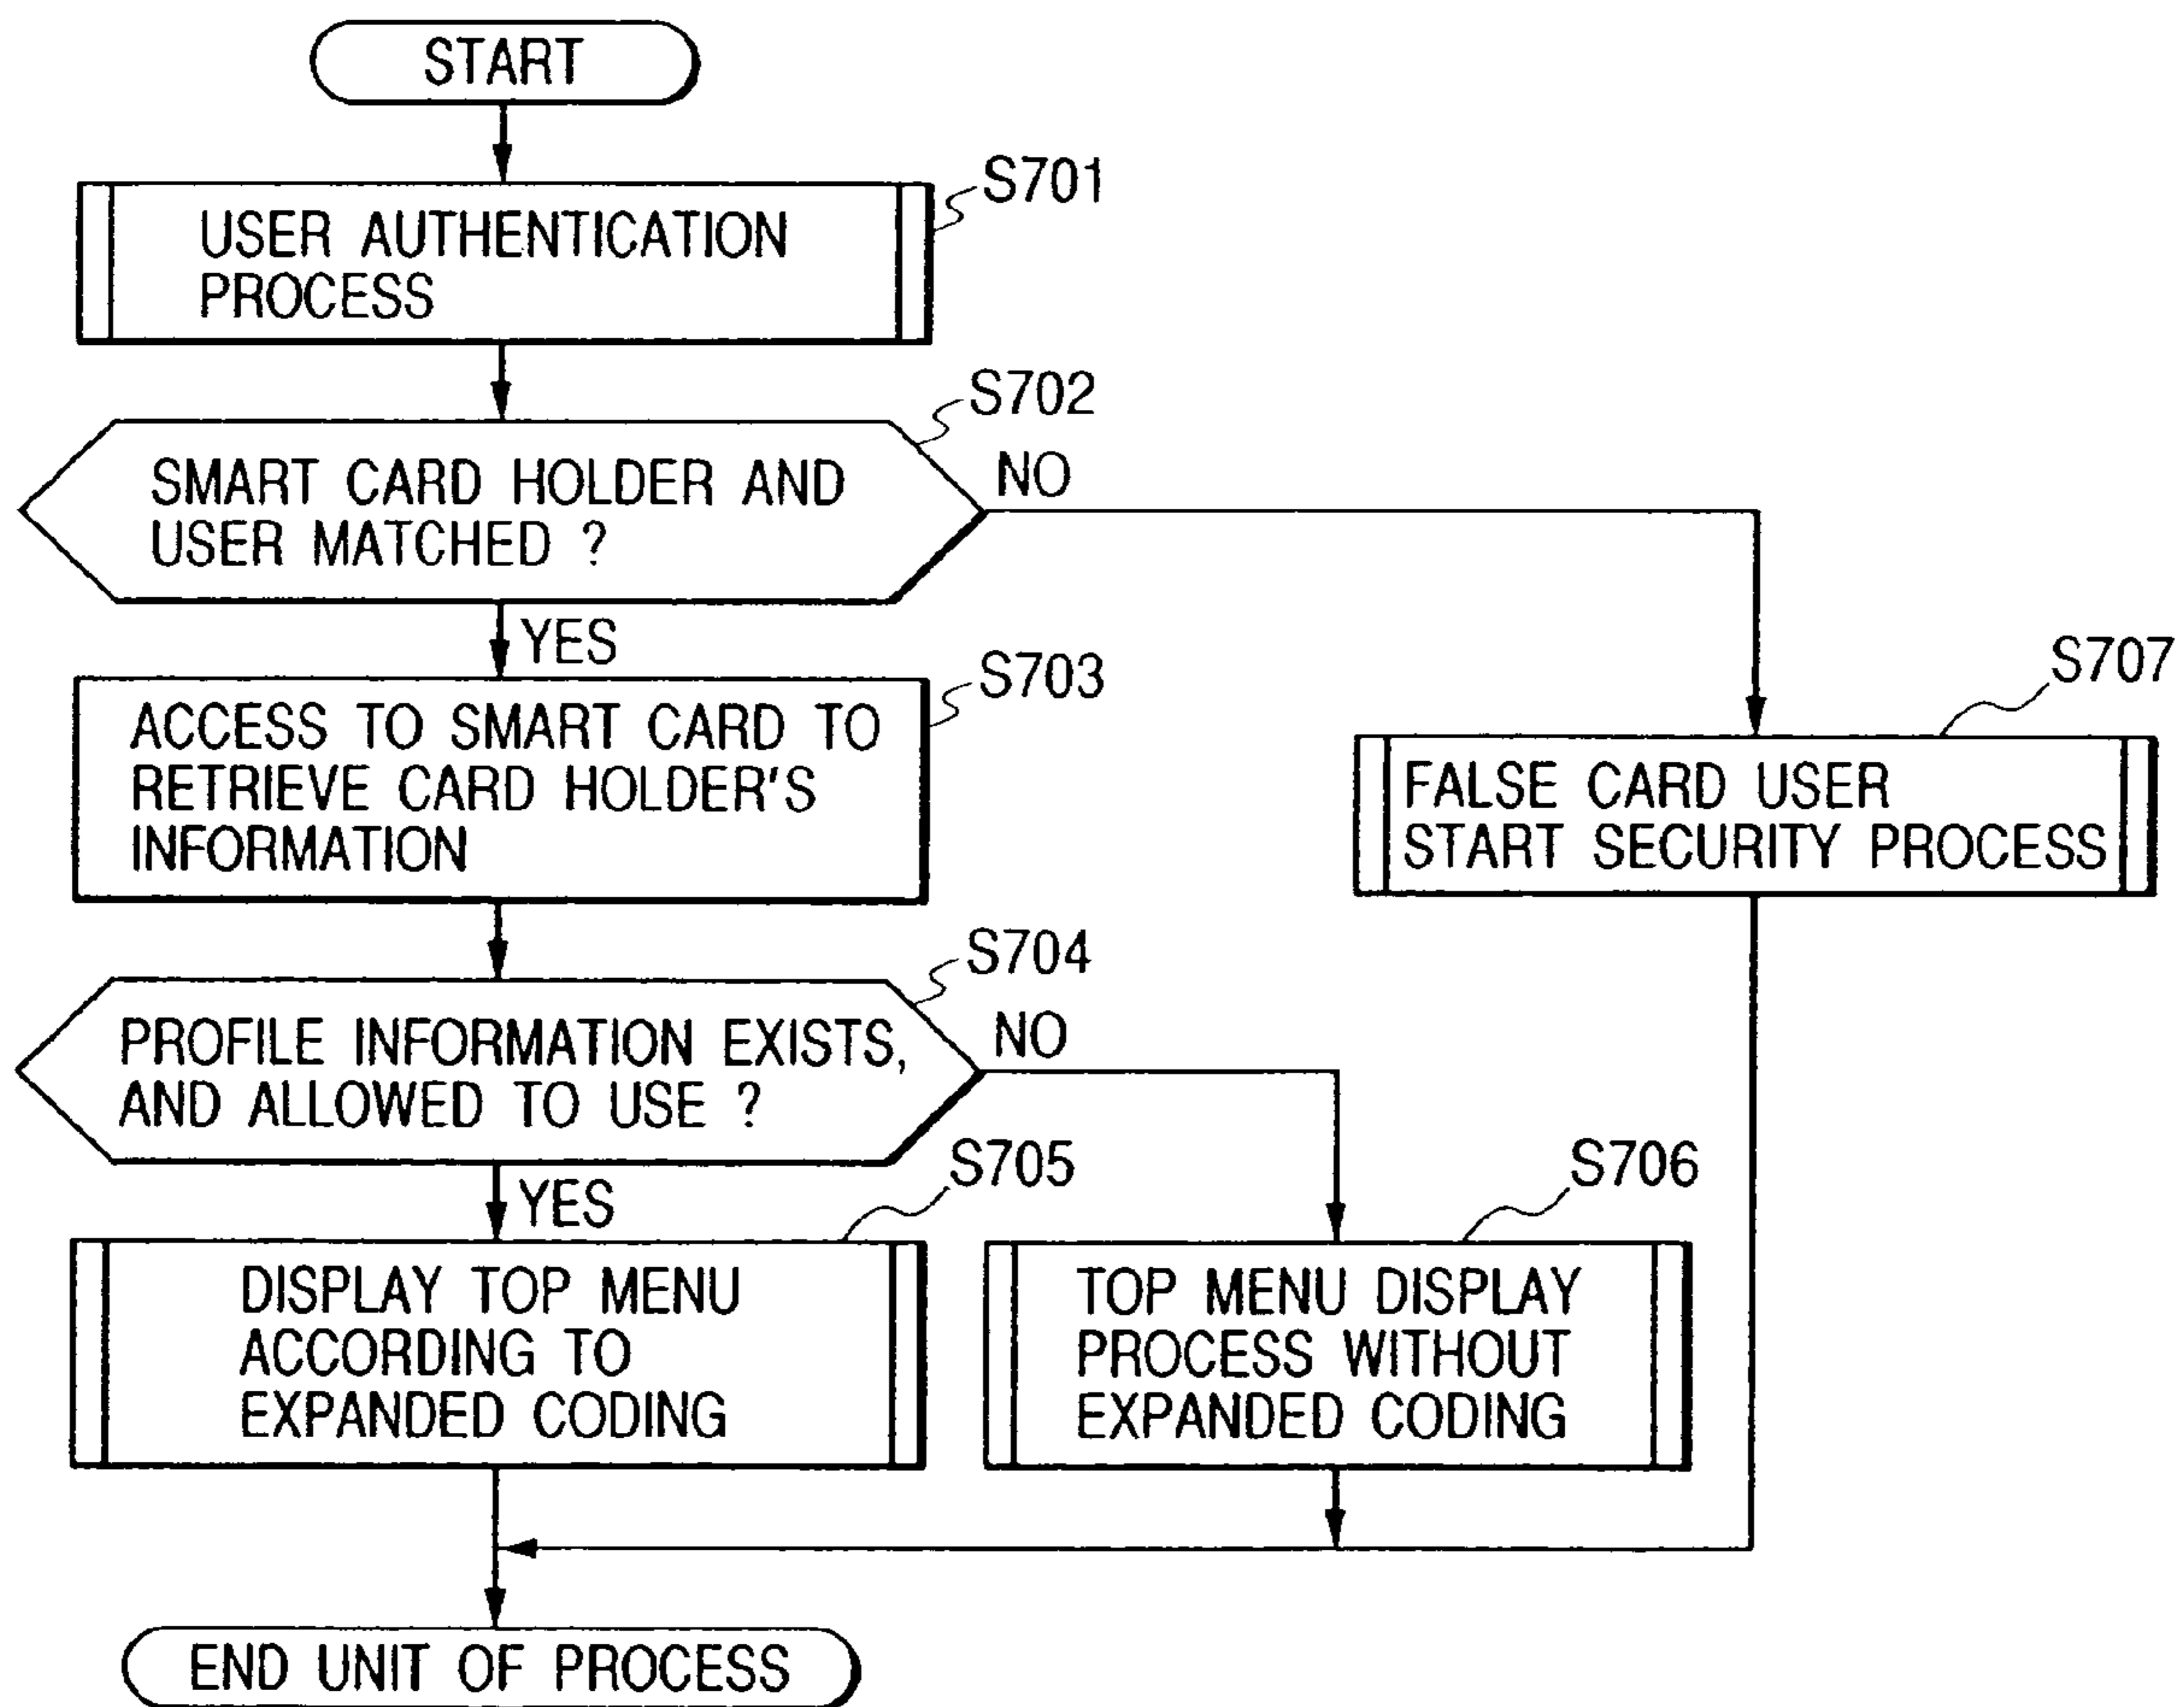 START
S701
USER AUTHENTICATION
PROCESS
S702
SMART CARD HOLDER AND
USER MATCHED ?
NO
YES
S703
ACCESS TO SMART CARD TO
RETRIEVE CARD HOLDER'S
INFORMATION
S707
FALSE CARD USER
START SECURITY PROCESS
S704
PROFILE INFORMATION EXISTS,
AND ALLOWED TO USE ?
NO
YES
S705
DISPLAY TOP MENU
ACCORDING TO
EXPANDED CODING
S706
TOP MENU DISPLAY
PROCESS WITHOUT
EXPANDED CODING
END UNIT OF PROCESS